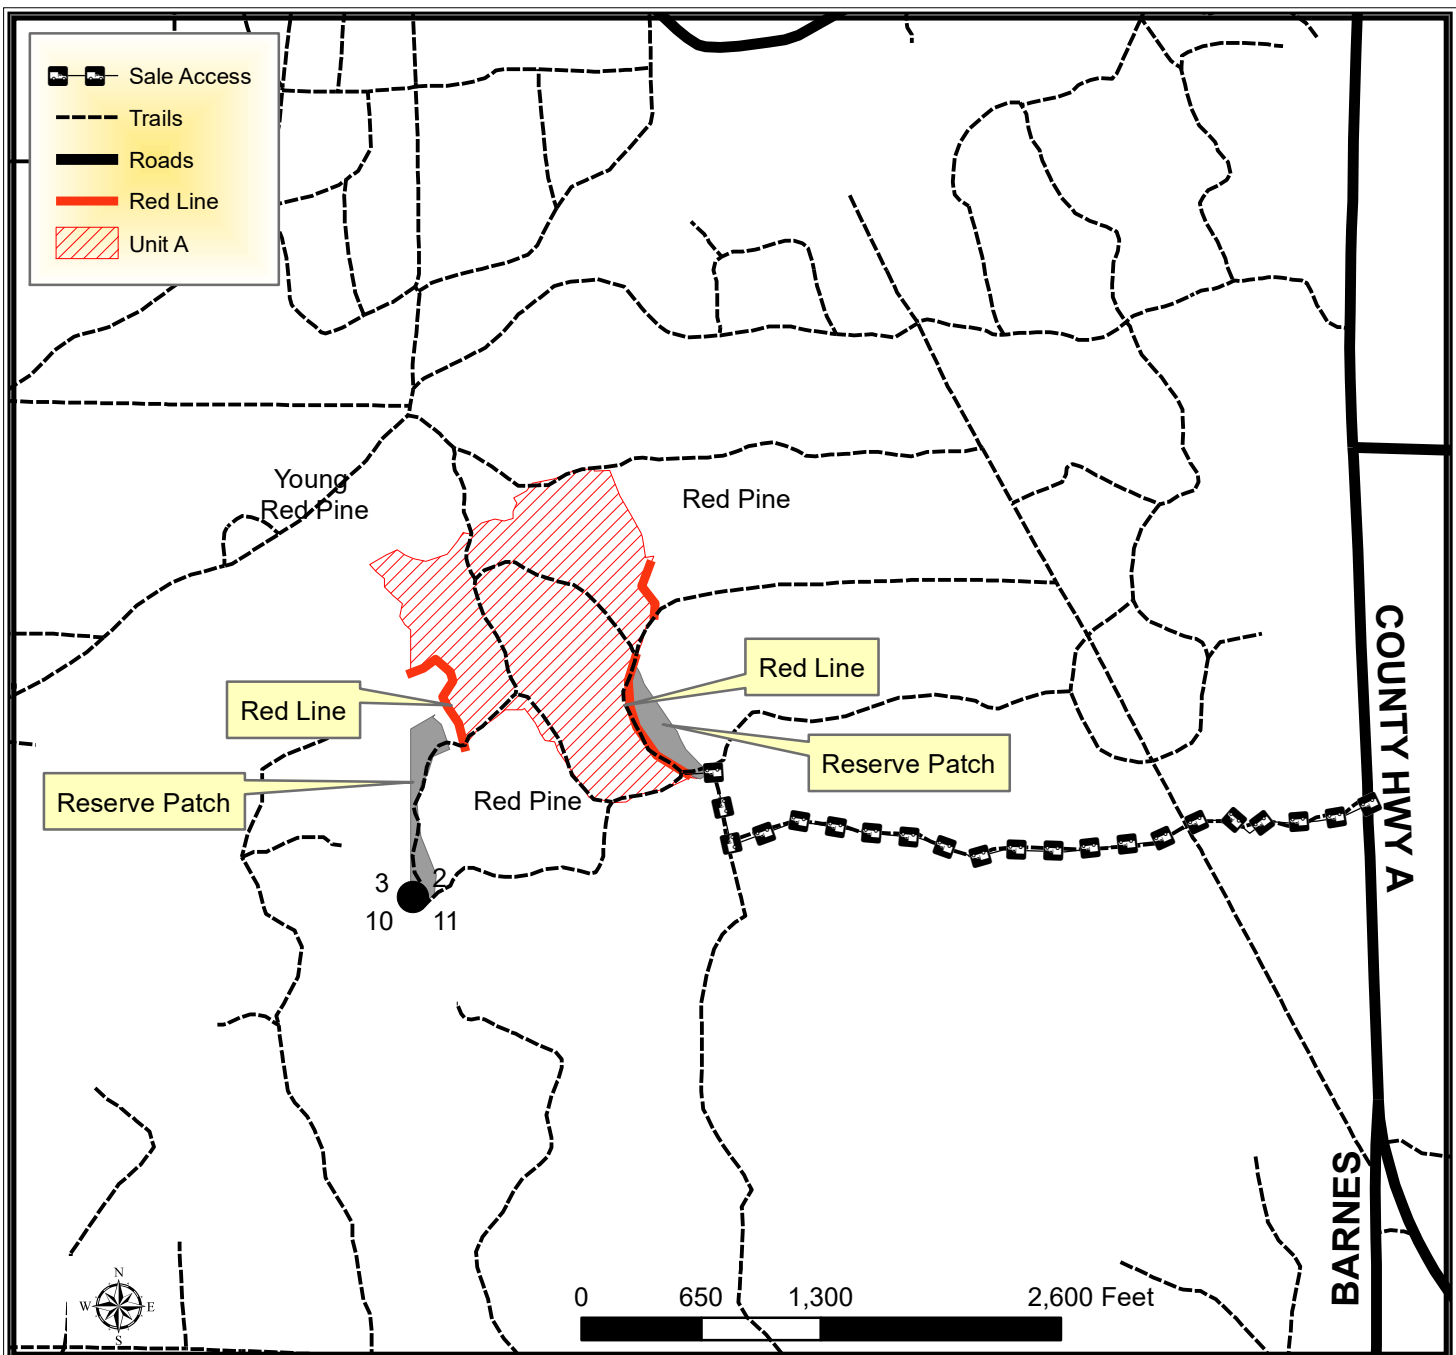 Sale Access
Trails
Roads
Red Line
Unit A
Young
Red Pine
Red Pine
Red Line
Red Line
Reserve Patch
Reserve Patch
Red Pine
3
2
10
11
COUNTY HWY A
BARNES
N
W
E
S
0
650
1,300
2,600 Feet